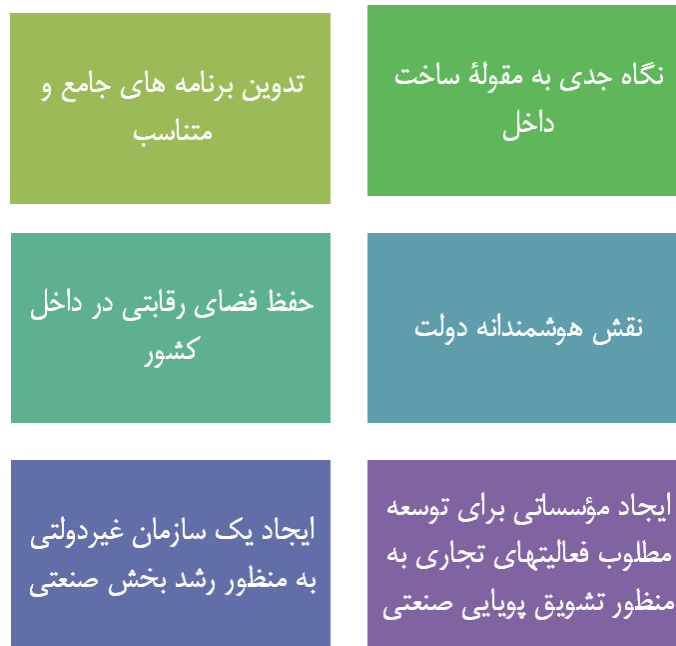 نگاه جدی به مقولۀ ساخت
داخل
تدوین برنامه های جامع و
متناسب
نقش هوشمندانه دولت
حفظ فضای رقابتی در داخل
کشور
ایجاد مؤسساتی برای توسعه
مطلوب فعالیتهای تجاری به
منظور تشویق پویایی صنعتی
ایجاد یک سازمان غیردولتی
به منظور رشد بخش صنعتی